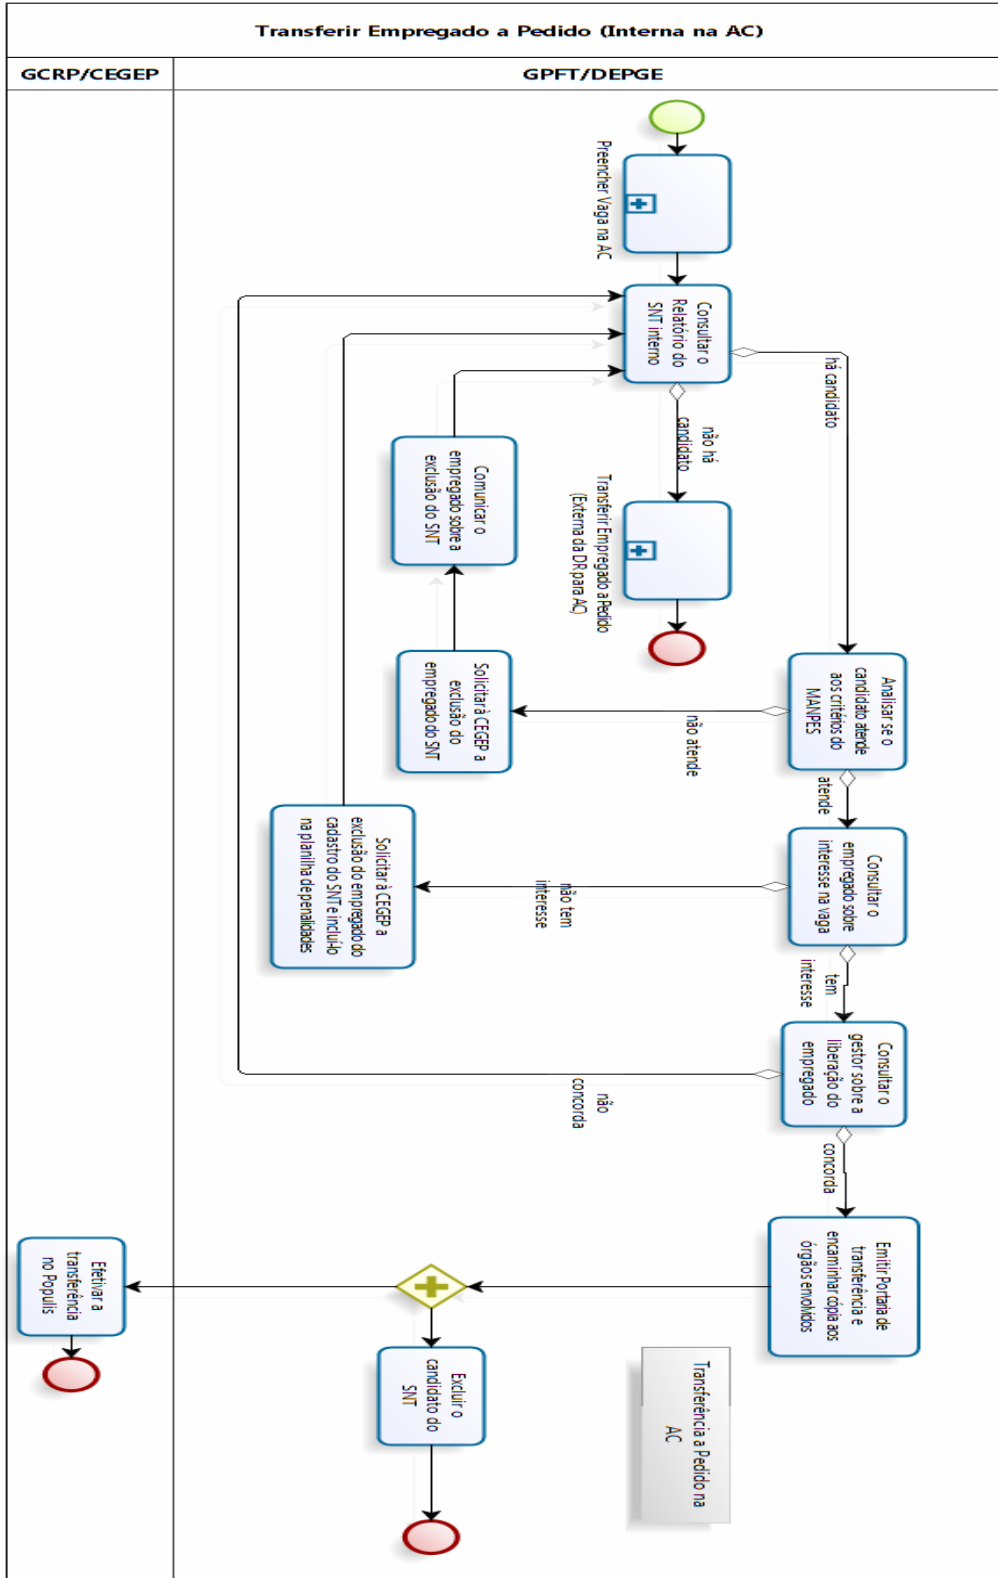 Transferir Empregado a Pedido (Interna na AC)
GCRP/CEGEP
GPFT/DEPGE
Preencher Vaga na AC
Consultar o
Relatório do
SNT interno
há candidato
não há
candidato
Transferir Empregado a Pedido
(Externa da DR para AC)
Comunicar o
empregado sobre a
exclusão do SNT
Solicitar à CEGEP a
exclusão do
empregado do SNT
não atende
Analisar se o
candidato atende
aos critérios do
MANPES
atende
Consultar o
empregado sobre
interesse na vaga
não tem
interesse
Solicitar à CEGEP a
exclusão do empregado do
cadastro do SNT e incluí-lo
na planilha de penalidades
tem
interesse
Consultar o
gestor sobre a
liberação do
empregado
não
concorda
concorda
Emitir Portaria de
transferência e
encaminhar cópia aos
órgãos envolvidos
Efetivar a
transferência
no Populis
Excluir o
candidato do
SNT
Transferência a Pedido na
AC